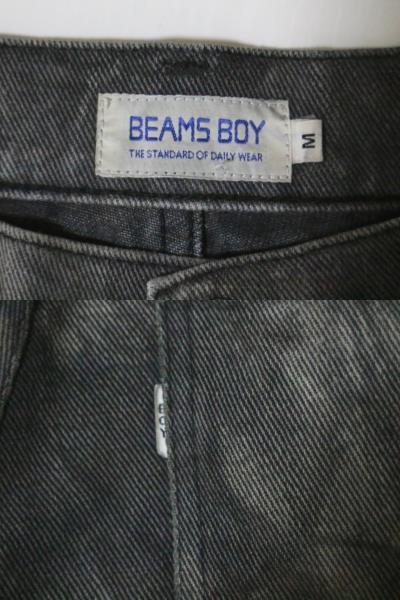 BEAMS BOY
THE STANDARD OF DAILY WEAR
M
BOY